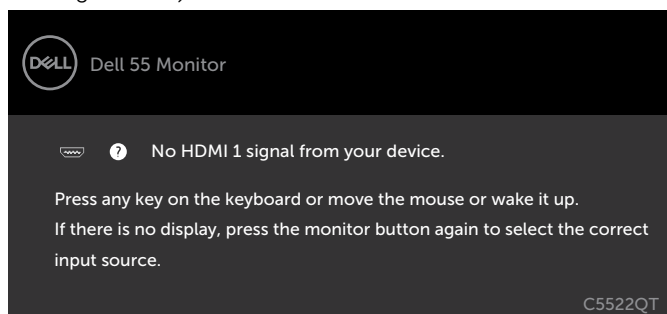 DELL
Dell 55 Monitor
? No HDMI 1 signal from your device.
Press any key on the keyboard or move the mouse or wake it up.
If there is no display, press the monitor button again to select the correct
input source.
C5522QT